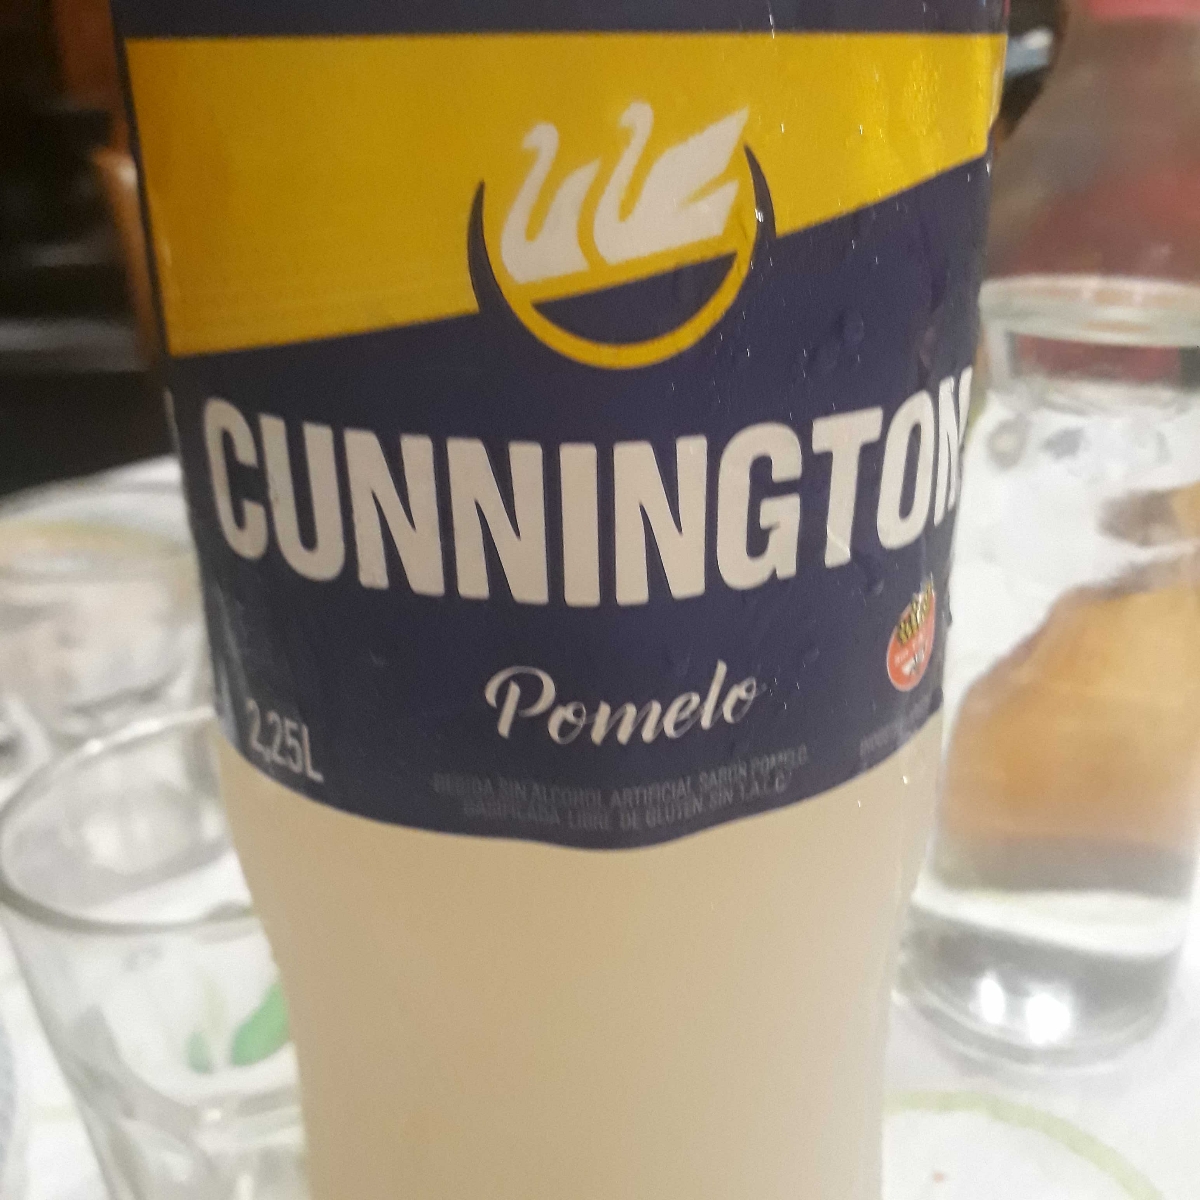 CUNNINGTON
Pomelo
2,25L
BEBIDA SIN ALCOHOL ARTIFICIAL SABOR POMELO
GASIFICADA LIBRE DE GLUTEN SIN T.A.C.C